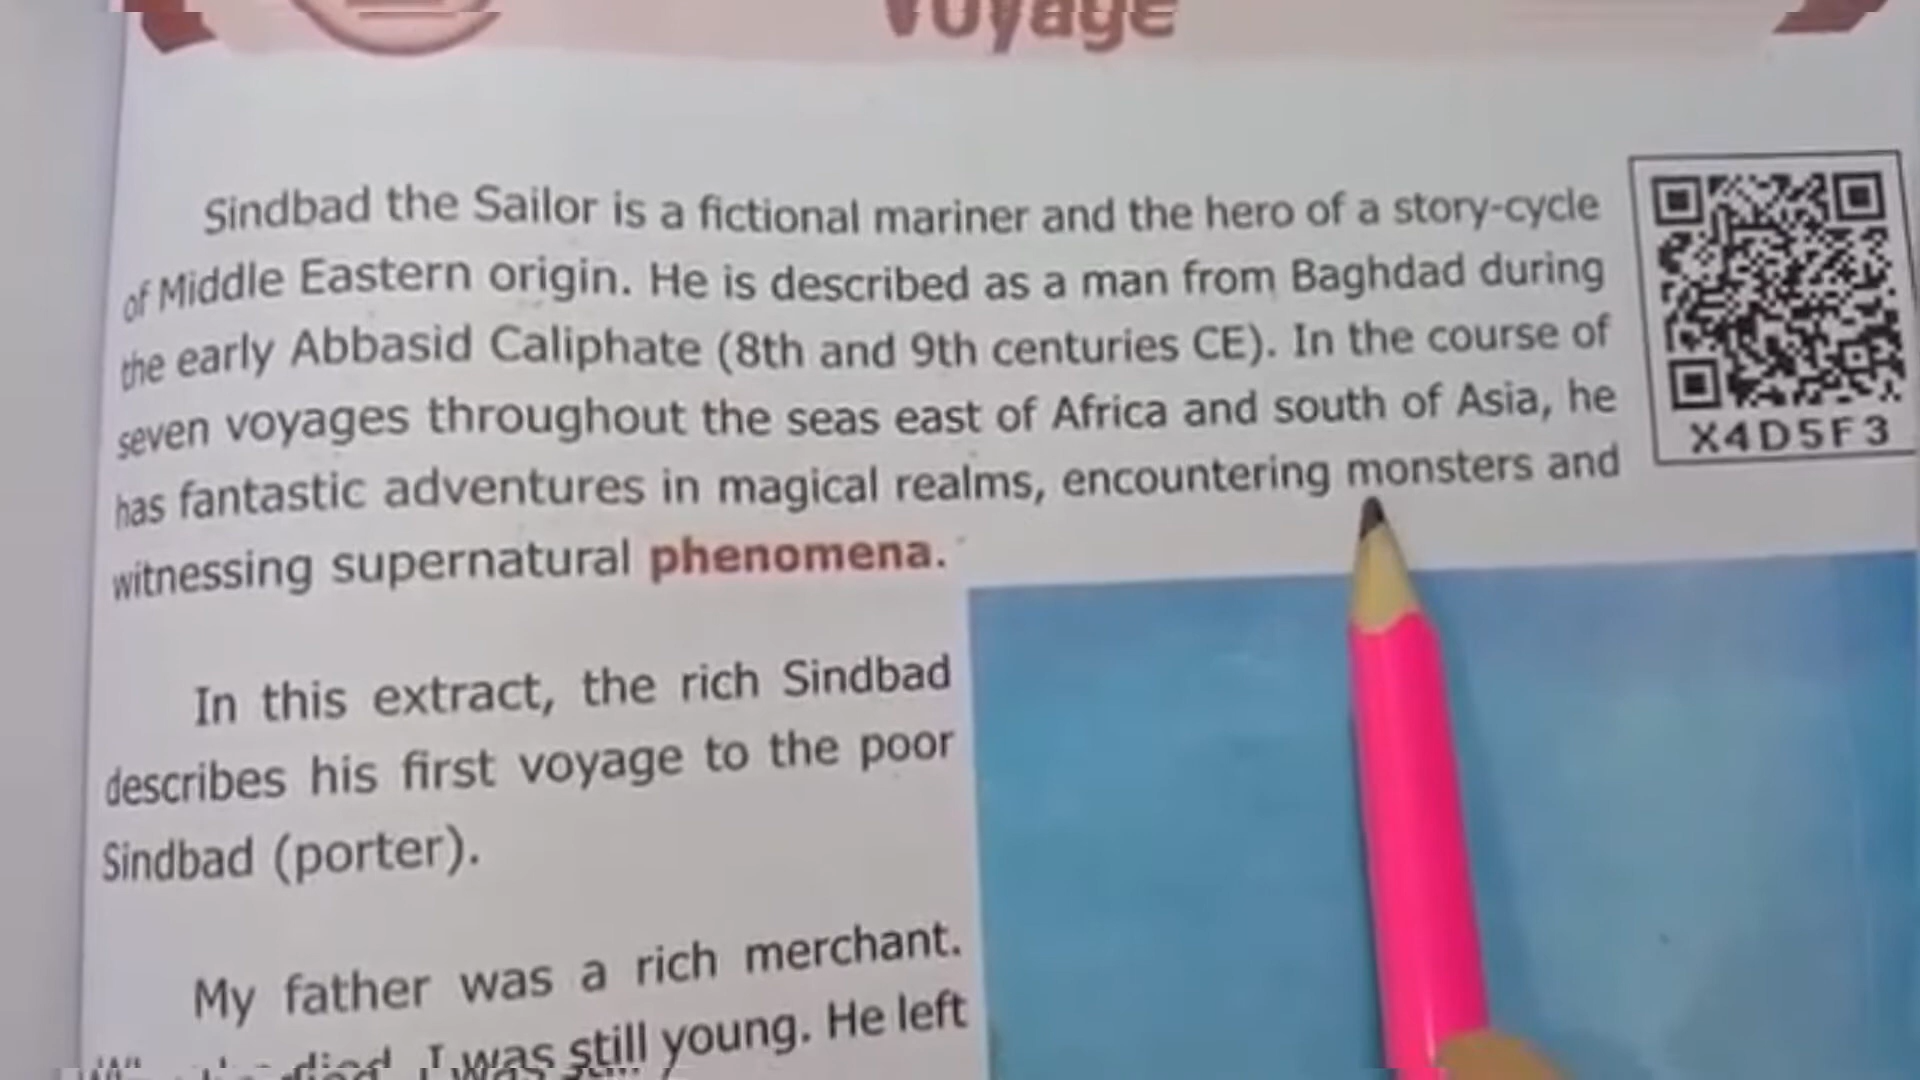 Voyage
Sindbad the Sailor is a fictional mariner and the hero of a story-cycle
of Middle Eastern origin. He is described as a man from Baghdad during
the early Abbasid Caliphate (8th and 9th centuries CE). In the course of
seven voyages throughout the seas east of Africa and south of Asia, he
has fantastic adventures in magical realms, encountering monsters and
witnessing supernatural phenomena.
X4D5F3
In this extract, the rich Sindbad
describes his first voyage to the poor
Sindbad (porter).
My father was a rich merchant.
died, I was still young. He left